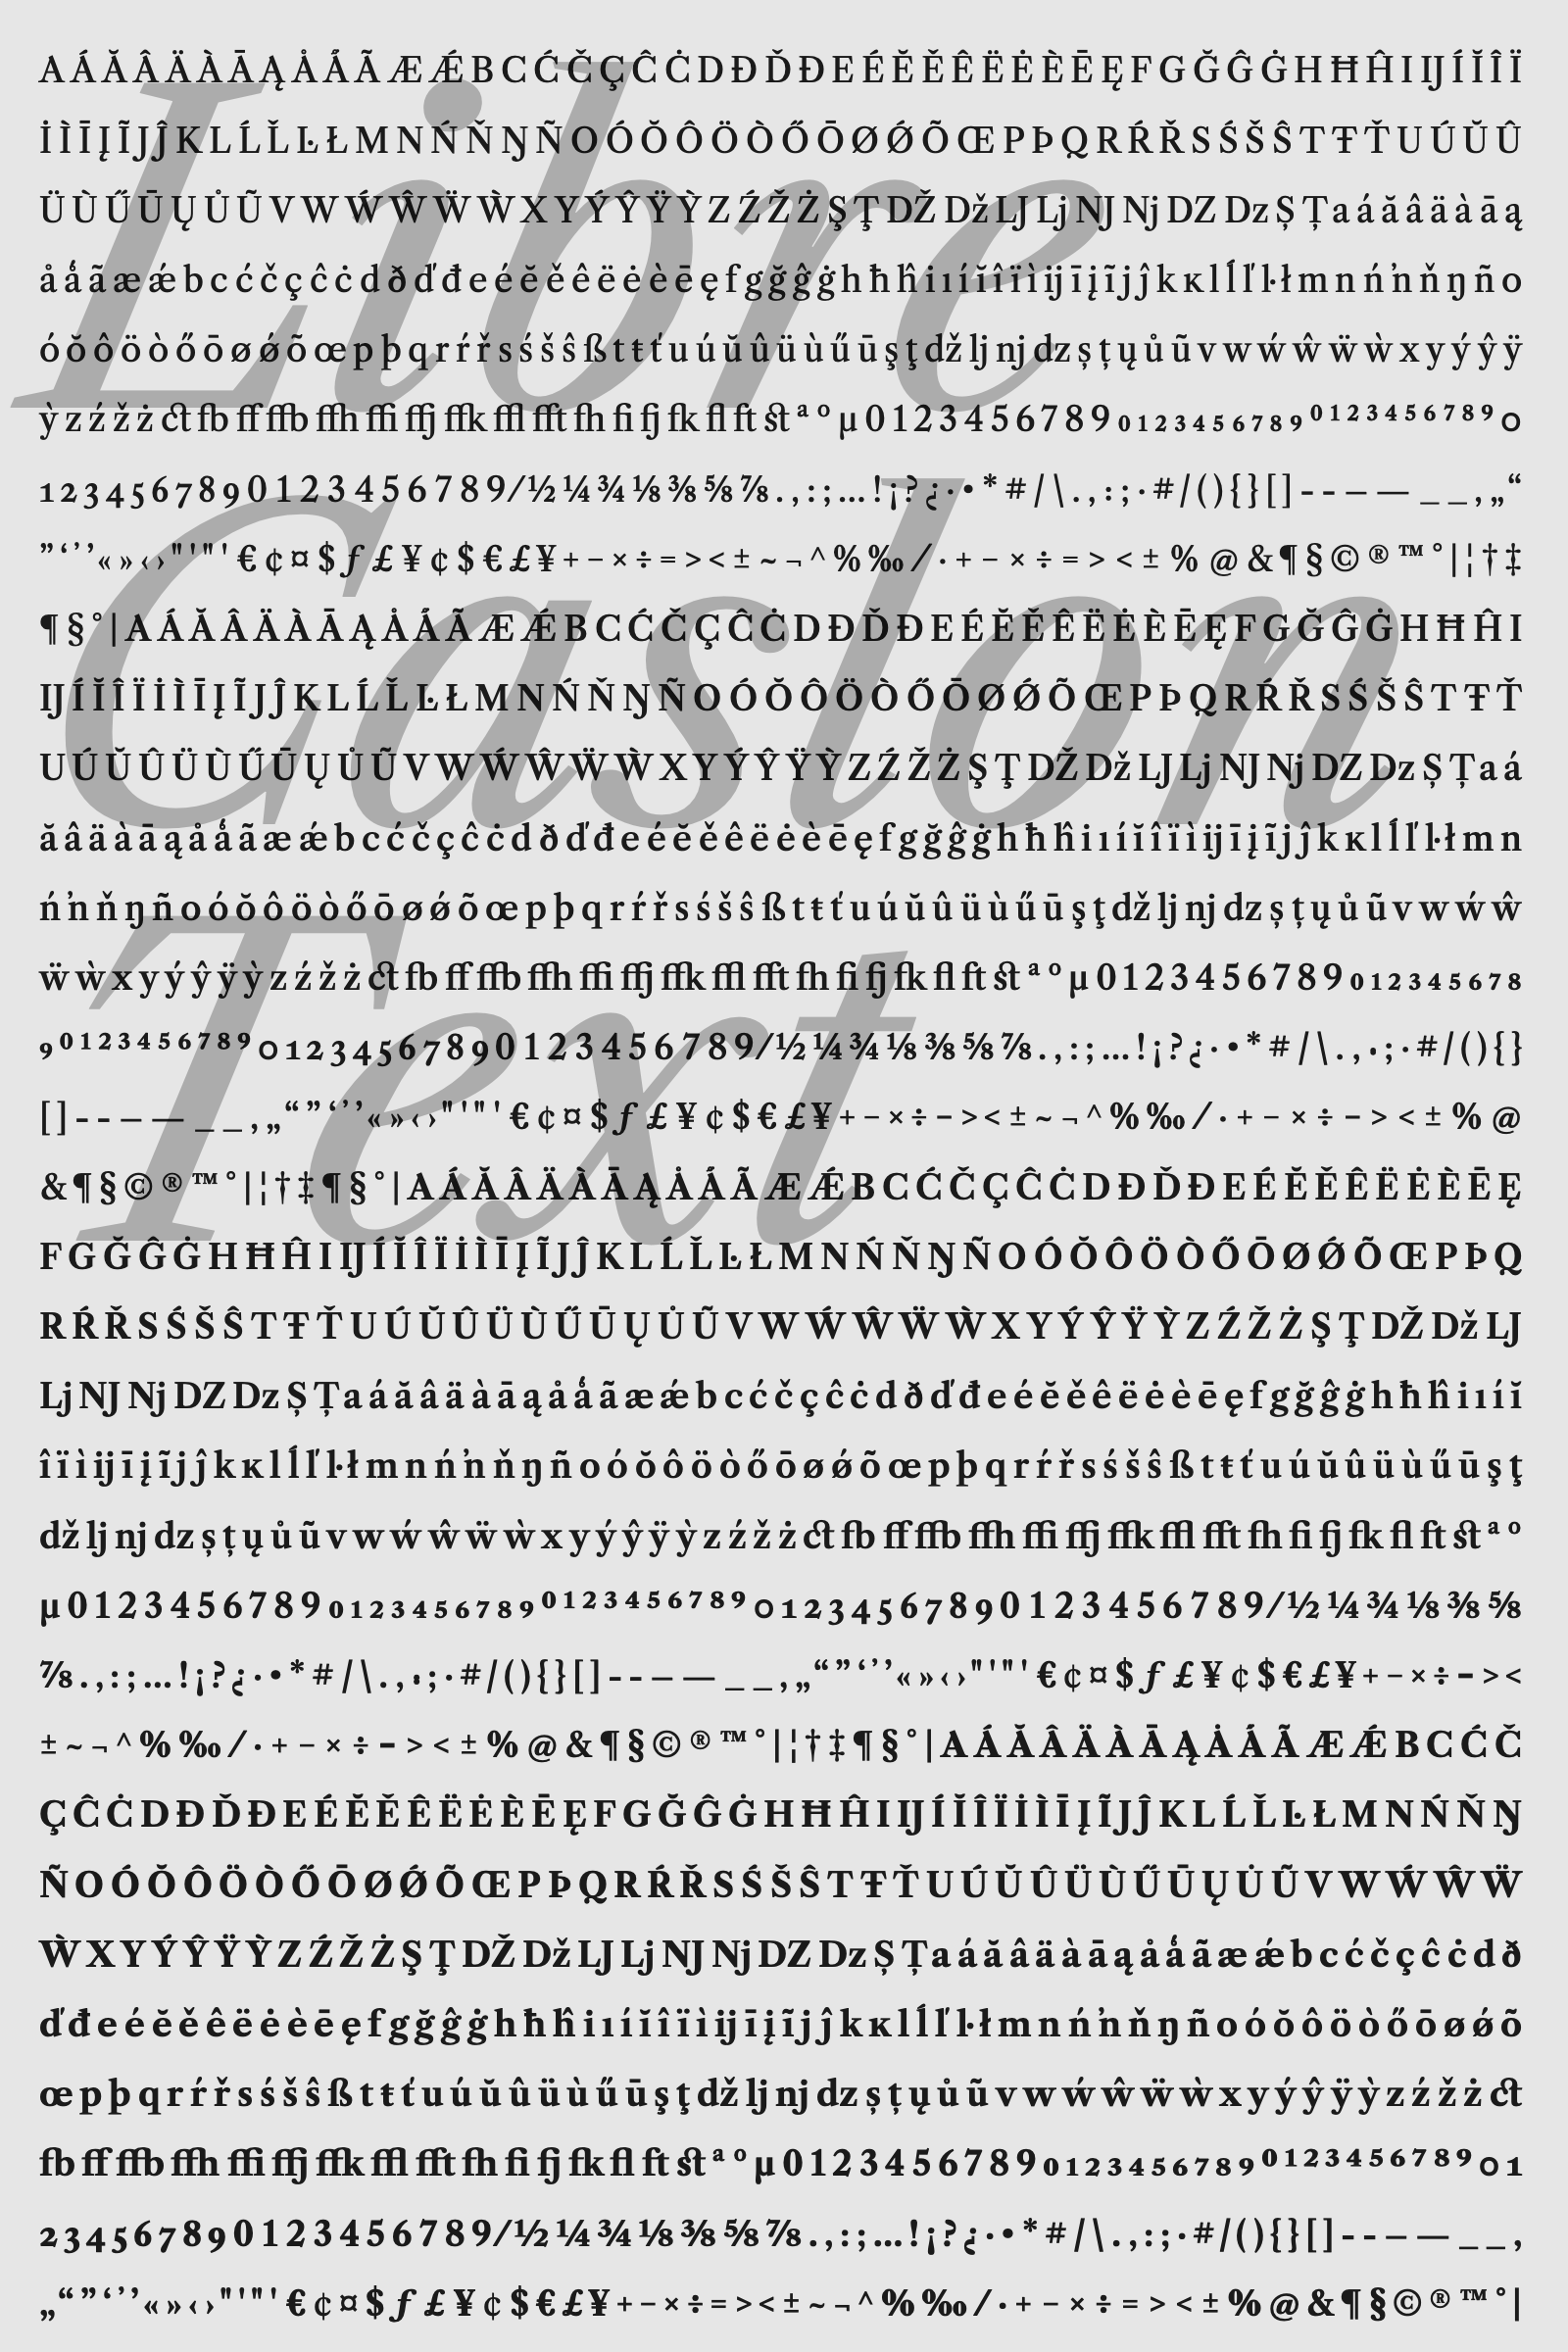 A Á Ă Â Ä À Ā Ą Å Ǻ Ã Æ Ǽ B C Ć Č Ç Ĉ Ċ D Ð Ď Đ E É Ĕ Ě Ê Ë Ė È Ē Ę F G Ğ Ĝ Ġ H Ħ Ĥ I IJ Í Ĭ Î Ï
İ Ì Ī Į Ĩ J Ĵ K L Ĺ Ľ Ŀ Ł M N Ń Ň Ŋ Ñ O Ó Ŏ Ô Ö Ò Ő Ō Ø Ǿ Õ Œ P Þ Q R Ŕ Ř S Ś Š Ŝ T Ŧ Ť U Ú Ŭ Û
Ü Ù Ű Ū Ų Ů Ũ V W Ẃ Ŵ Ẅ Ẁ X Y Ý Ŷ Ÿ Ỳ Z Ź Ž Ż Ş Ţ DŽ Dž LJ Lj NJ Nj DZ Dz Ș Ț a á ă â ä à ā ą
å ǻ ã æ ǽ b c ć č ç ĉ ċ d ð ď đ e é ĕ ě ê ë ė è ē ę f g ğ ĝ ġ h ħ ĥ i ı í ĭ î ï ì ij ī į ĩ j ĵ k ĸ l ĺ ľ ŀ ł m n ń ŉ ň ŋ ñ o
ó ŏ ô ö ò ő ō ø ǿ õ œ p þ q r ŕ ř s ś š ŝ ß t ŧ ť u ú ŭ û ü ù ű ū ş ţ dž lj nj dz ș ț ų ů ũ v w ẃ ŵ ẅ ẁ x y ý ŷ ÿ
ỳ z ź ž ż ct fb ff ffb ffh ffi ffj ffk ffl fft fh fi fj fk fl ft st ª º µ 0 1 2 3 4 5 6 7 8 9 ₀ ₁ ₂ ₃ ₄ ₅ ₆ ₇ ₈ ₉ ⁰ ¹ ² ³ ⁴ ⁵ ⁶ ⁷ ⁸ ⁹ 0
1 2 3 4 5 6 7 8 9 0 1 2 3 4 5 6 7 8 9 ⁄ ½ ¼ ¾ ⅛ ⅜ ⅝ ⅞ . , : ; … ! ¡ ? ¿ · • * # / \ . , : ; · # / ( ) { } [ ] - - – — _ _ ‚ „ “
” ‘ ’ ’ « » ‹ › " ' " ' € ¢ ¤ $ ƒ £ ¥ ¢ $ € £ ¥ + − × ÷ = > < ± ~ ¬ ^ % ‰ ⁄ · + − × ÷ = > < ± % @ & ¶ § © ® ™ ° | ¦ † ‡
¶ § ° | A Á Ă Â Ä À Ā Ą Å Ǻ Ã Æ Ǽ B C Ć Č Ç Ĉ Ċ D Ð Ď Đ E É Ĕ Ě Ê Ë Ė È Ē Ę F G Ğ Ĝ Ġ H Ħ Ĥ I
IJ Í Ĭ Î Ï İ Ì Ī Į Ĩ J Ĵ K L Ĺ Ľ Ŀ Ł M N Ń Ň Ŋ Ñ O Ó Ŏ Ô Ö Ò Ő Ō Ø Ǿ Õ Œ P Þ Q R Ŕ Ř S Ś Š Ŝ T Ŧ Ť
U Ú Ŭ Û Ü Ù Ű Ū Ų Ů Ũ V W Ẃ Ŵ Ẅ Ẁ X Y Ý Ŷ Ÿ Ỳ Z Ź Ž Ż Ş Ţ DŽ Dž LJ Lj NJ Nj DZ Dz Ș Ț a á
ă â ä à ā ą å ǻ ã æ ǽ b c ć č ç ĉ ċ d ð ď đ e é ĕ ě ê ë ė è ē ę f g ğ ĝ ġ h ħ ĥ i ı í ĭ î ï ì ij ī į ĩ j ĵ k ĸ l ĺ ľ ŀ ł m n
ń ŉ ň ŋ ñ o ó ŏ ô ö ò ő ō ø ǿ õ œ p þ q r ŕ ř s ś š ŝ ß t ŧ ť u ú ŭ û ü ù ű ū ş ţ dž lj nj dz ș ț ų ů ũ v w ẃ ŵ
ẅ ẁ x y ý ŷ ÿ ỳ z ź ž ż ct fb ff ffb ffh ffi ffj ffk ffl fft fh fi fj fk fl ft st ª º µ 0 1 2 3 4 5 6 7 8 9 ₀ ₁ ₂ ₃ ₄ ₅ ₆ ₇ ₈
₉ ⁰ ¹ ² ³ ⁴ ⁵ ⁶ ⁷ ⁸ ⁹ 0 1 2 3 4 5 6 7 8 9 0 1 2 3 4 5 6 7 8 9 ⁄ ½ ¼ ¾ ⅛ ⅜ ⅝ ⅞ . , : ; … ! ¡ ? ¿ · • * # / \ . , : ; · # / ( ) { }
[ ] - - – — _ _ ‚ „ “ ” ‘ ’ ’ « » ‹ › " ' " ' € ¢ ¤ $ ƒ £ ¥ ¢ $ € £ ¥ + − × ÷ − > < ± ~ ¬ ^ % ‰ ⁄ · + − × ÷ − > < ± % @
& ¶ § © ® ™ ° | ¦ † ‡ ¶ § ° | A Á Ă Â Ä À Ā Ą Å Ǻ Ã Æ Ǽ B C Ć Č Ç Ĉ Ċ D Ð Ď Đ E É Ĕ Ě Ê Ë Ė È Ē Ę
F G Ğ Ĝ Ġ H Ħ Ĥ I IJ Í Ĭ Î Ï İ Ì Ī Į Ĩ J Ĵ K L Ĺ Ľ Ŀ Ł M N Ń Ň Ŋ Ñ O Ó Ŏ Ô Ö Ò Ő Ō Ø Ǿ Õ Œ P Þ Q
R Ŕ Ř S Ś Š Ŝ T Ŧ Ť U Ú Ŭ Û Ü Ù Ű Ū Ų Ů Ũ V W Ẃ Ŵ Ẅ Ẁ X Y Ý Ŷ Ÿ Ỳ Z Ź Ž Ż Ş Ţ DŽ Dž LJ
Lj NJ Nj DZ Dz Ș Ț a á ă â ä à ā ą å ǻ ã æ ǽ b c ć č ç ĉ ċ d ð ď đ e é ĕ ě ê ë ė è ē ę f g ğ ĝ ġ h ħ ĥ i ı í ĭ
î ï ì ij ī į ĩ j ĵ k ĸ l ĺ ľ ŀ ł m n ń ŉ ň ŋ ñ o ó ŏ ô ö ò ő ō ø ǿ õ œ p þ q r ŕ ř s ś š ŝ ß t ŧ ť u ú ŭ û ü ù ű ū ş ţ
dž lj nj dz ș ț ų ů ũ v w ẃ ŵ ẅ ẁ x y ý ŷ ÿ ỳ z ź ž ż ct fb ff ffb ffh ffi ffj ffk ffl fft fh fi fj fk fl ft st ª º
µ 0 1 2 3 4 5 6 7 8 9 ₀ ₁ ₂ ₃ ₄ ₅ ₆ ₇ ₈ ₉ ⁰ ¹ ² ³ ⁴ ⁵ ⁶ ⁷ ⁸ ⁹ 0 1 2 3 4 5 6 7 8 9 0 1 2 3 4 5 6 7 8 9 ⁄ ½ ¼ ¾ ⅛ ⅜ ⅝
⅞ . , : ; … ! ¡ ? ¿ · • * # / \ . , : ; · # / ( ) { } [ ] - - – — _ _ ‚ „ “ ” ‘ ’ ’ « » ‹ › " ' " ' € ¢ ¤ $ ƒ £ ¥ ¢ $ € £ ¥ + − × ÷ − > <
± ~ ¬ ^ % ‰ ⁄ · + − × ÷ − > < ± % @ & ¶ § © ® ™ ° | ¦ † ‡ ¶ § ° | A Á Ă Â Ä À Ā Ą Å Ǻ Ã Æ Ǽ B C Ć Č
Ç Ĉ Ċ D Ð Ď Đ E É Ĕ Ě Ê Ë Ė È Ē Ę F G Ğ Ĝ Ġ H Ħ Ĥ I IJ Í Ĭ Î Ï İ Ì Ī Į Ĩ J Ĵ K L Ĺ Ľ Ŀ Ł M N Ń Ň Ŋ
Ñ O Ó Ŏ Ô Ö Ò Ő Ō Ø Ǿ Õ Œ P Þ Q R Ŕ Ř S Ś Š Ŝ T Ŧ Ť U Ú Ŭ Û Ü Ù Ű Ū Ų Ů Ũ V W Ẃ Ŵ Ẅ
Ẁ X Y Ý Ŷ Ÿ Ỳ Z Ź Ž Ż Ş Ţ DŽ Dž LJ Lj NJ Nj DZ Dz Ș Ț a á ă â ä à ā ą å ǻ ã æ ǽ b c ć č ç ĉ ċ d ð
ď đ e é ĕ ě ê ë ė è ē ę f g ğ ĝ ġ h ħ ĥ i ı í ĭ î ï ì ij ī į ĩ j ĵ k ĸ l ĺ ľ ŀ ł m n ń ŉ ň ŋ ñ o ó ŏ ô ö ò ő ō ø ǿ õ
œ p þ q r ŕ ř s ś š ŝ ß t ŧ ť u ú ŭ û ü ù ű ū ş ţ dž lj nj dz ș ț ų ů ũ v w ẃ ŵ ẅ ẁ x y ý ŷ ÿ ỳ z ź ž ż ct
fb ff ffb ffh ffi ffj ffk ffl fft fh fi fj fk fl ft st ª º µ 0 1 2 3 4 5 6 7 8 9 ₀ ₁ ₂ ₃ ₄ ₅ ₆ ₇ ₈ ₉ ⁰ ¹ ² ³ ⁴ ⁵ ⁶ ⁷ ⁸ ⁹ 0 1
2 3 4 5 6 7 8 9 0 1 2 3 4 5 6 7 8 9 ⁄ ½ ¼ ¾ ⅛ ⅜ ⅝ ⅞ . , : ; … ! ¡ ? ¿ · • * # / \ . , : ; · # / ( ) { } [ ] - - – — _ _ ‚
„ “ ” ‘ ’ ’ « » ‹ › " ' " ' € ¢ ¤ $ ƒ £ ¥ ¢ $ € £ ¥ + − × ÷ = > < ± ~ ¬ ^ % ‰ ⁄ · + − × ÷ = > < ± % @ & ¶ § © ® ™ ° |
Libre
Caslon
Text